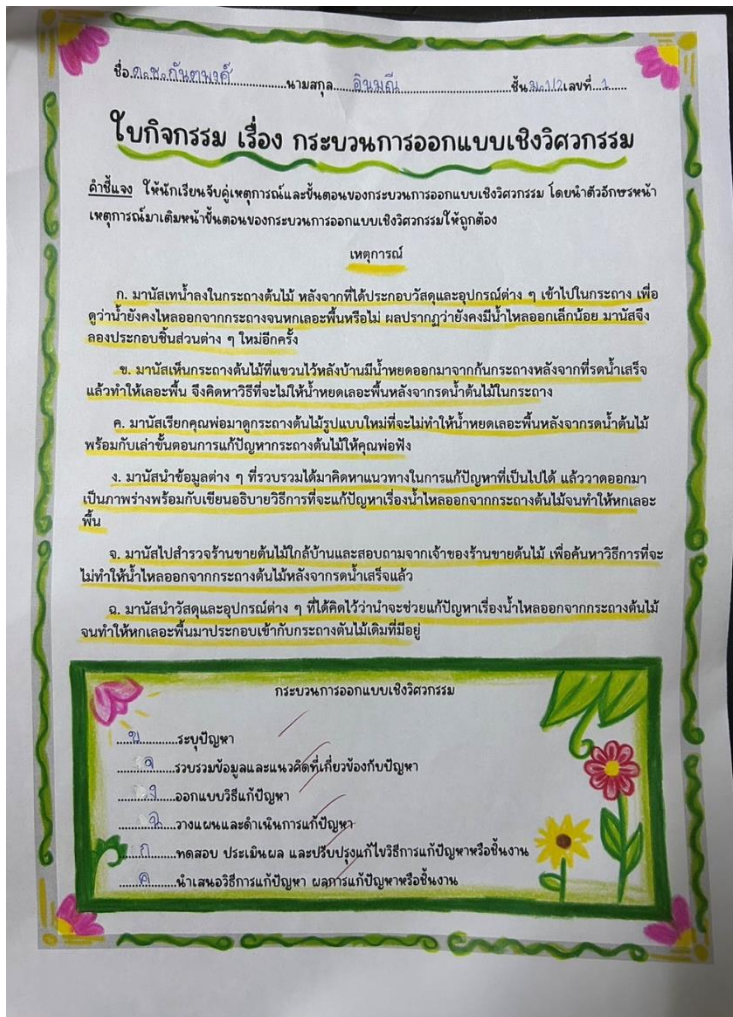 ชื่อ.ด.ช.กันตพงศ์.................นามสกุล.....อินมณี..............................ชั้น.ม.1/2.เลขที่...1......
ใบกิจกรรม เรื่อง กระบวนการออกแบบเชิงวิศวกรรม
คำชี้แจง ให้นักเรียนจับคู่เหตุการณ์และขั้นตอนของกระบวนการออกแบบเชิงวิศวกรรม โดยนำตัวอักษรหน้า
เหตุการณ์มาเติมหน้าขั้นตอนของกระบวนการออกแบบเชิงวิศวกรรมให้ถูกต้อง
เหตุการณ์
ก. มานัสเทน้ำลงในกระถางต้นไม้ หลังจากที่ได้ประกอบวัสดุและอุปกรณ์ต่าง ๆ เข้าไปในกระถาง เพื่อ
ดูว่าน้ำยังคงไหลออกจากกระถางจนหกเลอะพื้นหรือไม่ ผลปรากฏว่ายังคงมีน้ำไหลออกเล็กน้อย มานัสจึง
ลองประกอบชิ้นส่วนต่าง ๆ ใหม่อีกครั้ง
ข. มานัสเห็นกระถางต้นไม้ที่แขวนไว้หลังบ้านมีน้ำหยดออกมาจากก้นกระถางหลังจากที่รดน้ำเสร็จ
แล้วทำให้เลอะพื้น จึงคิดหาวิธีที่จะไม่ให้น้ำหยดเลอะพื้นหลังจากรดน้ำต้นไม้ในกระถาง
ค. มานัสเรียกคุณพ่อมาดูกระถางต้นไม้รูปแบบใหม่ที่จะไม่ทำให้น้ำหยดเลอะพื้นหลังจากรดน้ำต้นไม้
พร้อมกับเล่าขั้นตอนการแก้ปัญหากระถางต้นไม้ให้คุณพ่อฟัง
ง. มานัสนำข้อมูลต่าง ๆ ที่รวบรวมได้มาคิดหาแนวทางในการแก้ปัญหาที่เป็นไปได้ แล้ววาดออกมา
เป็นภาพร่างพร้อมกับเขียนอธิบายวิธีการที่จะแก้ปัญหาเรื่องน้ำไหลออกจากกระถางต้นไม้จนทำให้หกเลอะ
พื้น
จ. มานัสไปสำรวจร้านขายต้นไม้ใกล้บ้านและสอบถามจากเจ้าของร้านขายต้นไม้ เพื่อค้นหาวิธีการที่จะ
ไม่ทำให้น้ำไหลออกจากกระถางต้นไม้หลังจากรดน้ำเสร็จแล้ว
ฉ. มานัสนำวัสดุและอุปกรณ์ต่าง ๆ ที่ได้คิดไว้ว่าน่าจะช่วยแก้ปัญหาเรื่องน้ำไหลออกจากกระถางต้นไม้
จนทำให้หกเลอะพื้นมาประกอบเข้ากับกระถางต้นไม้เดิมที่มีอยู่
กระบวนการออกแบบเชิงวิศวกรรม
...ข..........ระบุปัญหา
.....จ.......รวบรวมข้อมูลและแนวคิดที่เกี่ยวข้องกับปัญหา
.....ง.......ออกแบบวิธีแก้ปัญหา
.....ฉ.......วางแผนและดำเนินการแก้ปัญหา
.....ก.......ทดสอบ ประเมินผล และปรับปรุงแก้ไขวิธีการแก้ปัญหาหรือชิ้นงาน
.....ค.......นำเสนอวิธีการแก้ปัญหา ผลการแก้ปัญหาหรือชิ้นงาน